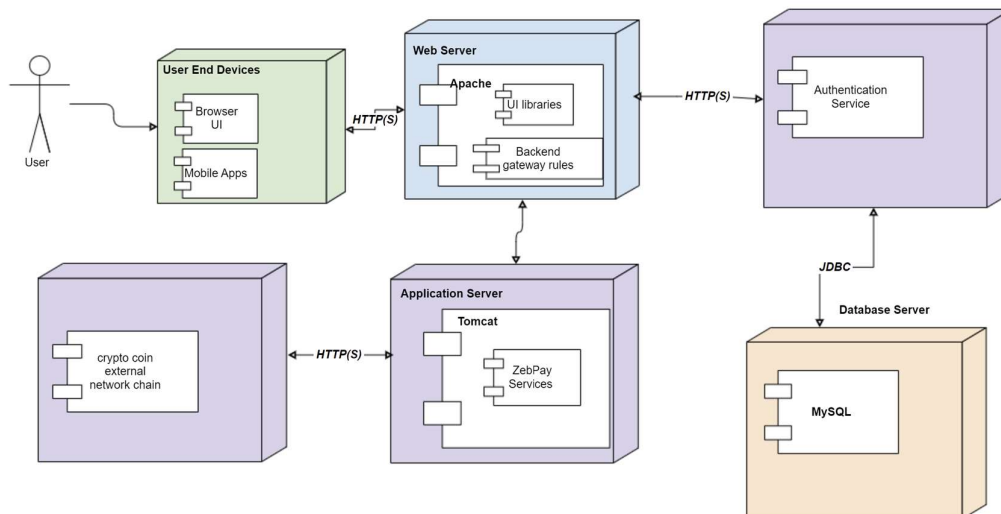 User
User End Devices
Browser
UI
Mobile Apps
HTTP(S)
Web Server
Apache
UI libraries
Backend
gateway rules
HTTP(S)
Authentication
Service
JDBC
Database Server
MySQL
Application Server
Tomcat
ZebPay
Services
HTTP(S)
crypto coin
external
network chain